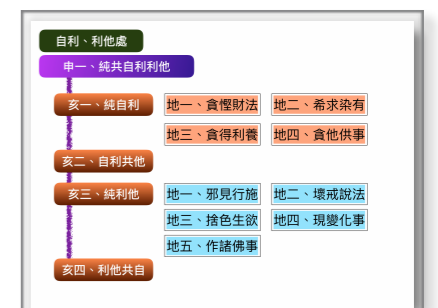 自利、利他處
申一、純共自利利他
亥一、純自利 地一、貪慳財法 地二、希求染有
地三、貪得利養 地四、貪他供事
亥二、自利共他
亥三、純利他 地一、邪見行施 地二、壞戒說法
地三、捨色生欲 地四、現變化事
地五、作諸佛事
亥四、利他共自